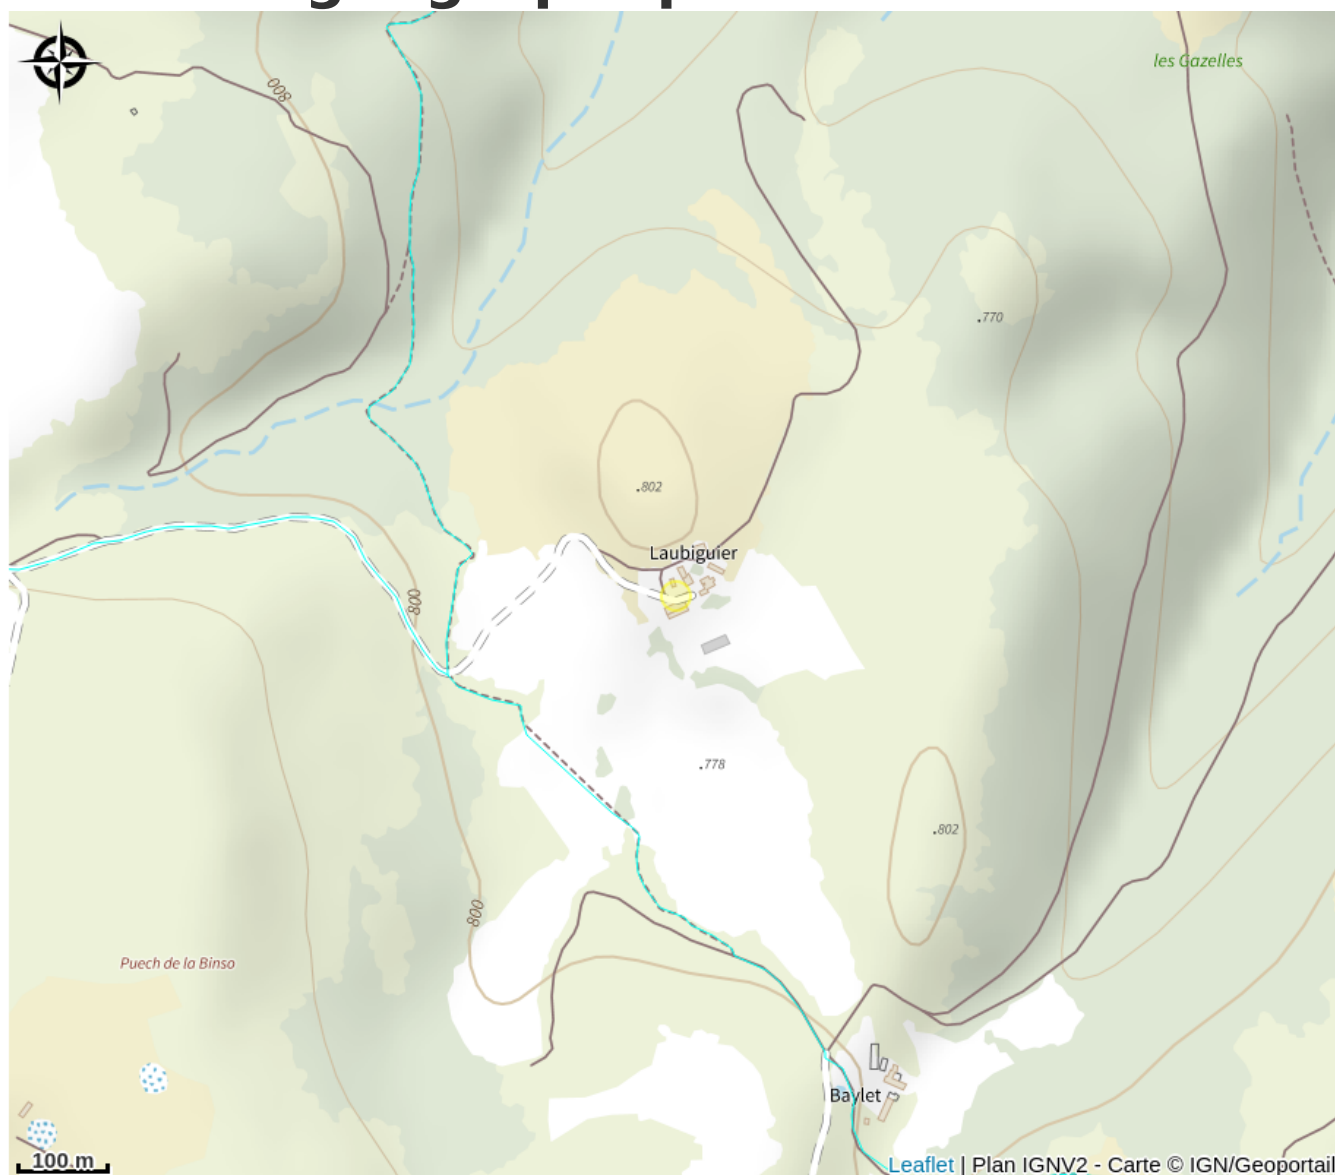 les Gazelles
800
.770
.802
Laubiguier
800
.778
.802
800
Puech de la Binso
Baylet
100 m
Leaflet | Plan IGNV2 - Carte © IGN/Geoportail